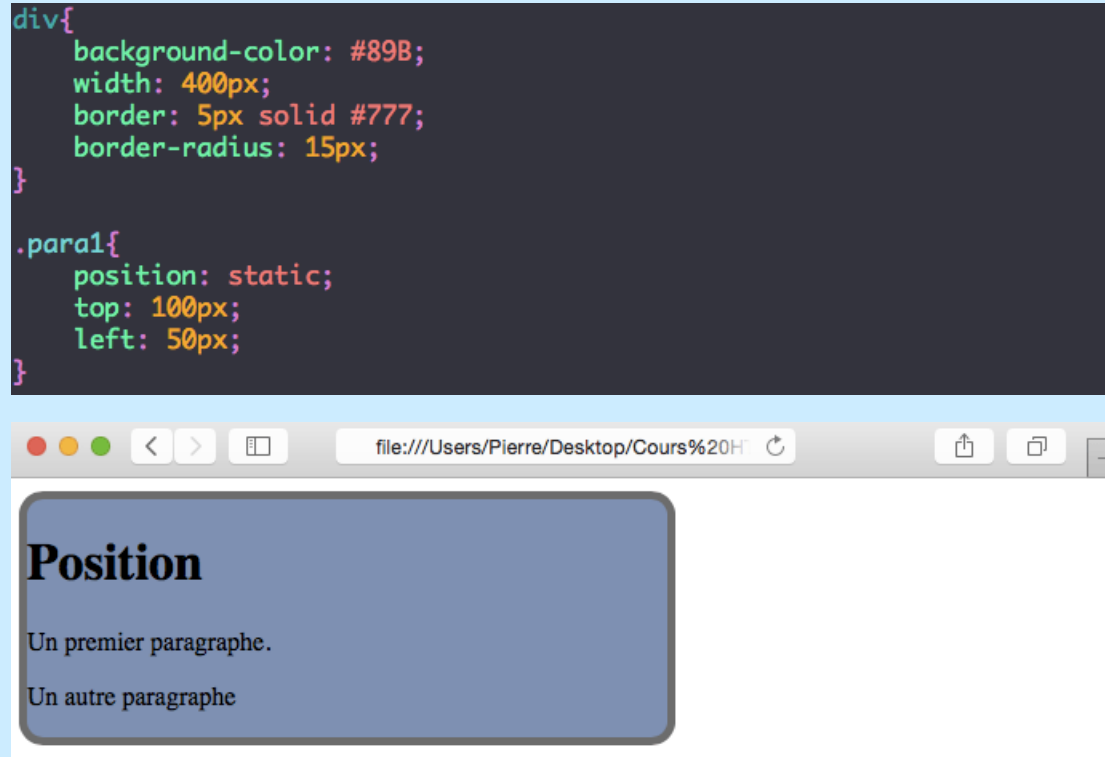 div{
    background-color: #89B;
    width: 400px;
    border: 5px solid #777;
    border-radius: 15px;
}
.para1{
    position: static;
    top: 100px;
    left: 50px;
}
file:///Users/Pierre/Desktop/Cours%20H
Position
Un premier paragraphe.
Un autre paragraphe